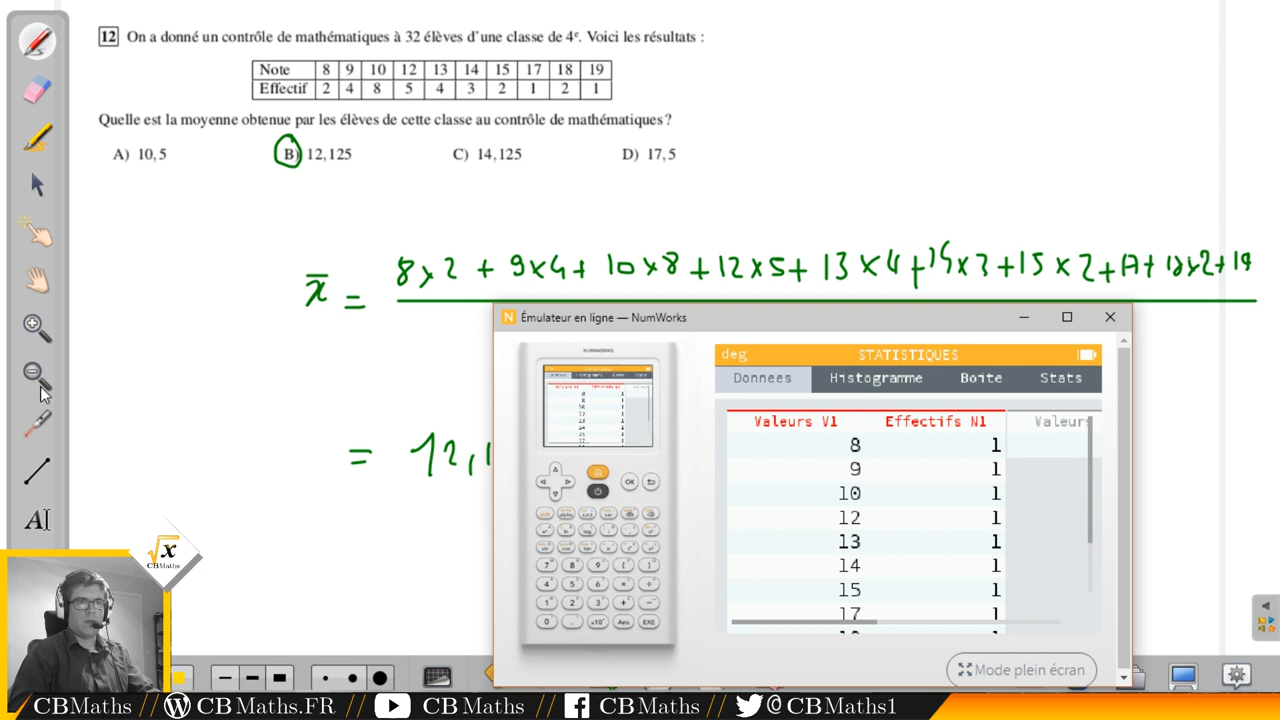 12 On a donné un contrôle de mathématiques à 32 élèves d'une classe de 4e. Voici les résultats :
Note 8 9 10 12 13 14 15 17 18 19
Effectif 2 4 8 5 4 3 2 1 2 1
Quelle est la moyenne obtenue par les élèves de cette classe au contrôle de mathématiques ?
A) 10,5 B) 12,125 C) 14,125 D) 17,5
8×2 + 9×4 + 10×8 + 12×5 + 13×4 + 14×3 + 15×2 + 17 + 18×2 + 19
x̄ =
= 12,1
N Émulateur en ligne — NumWorks
NUMWORKS
deg STATISTIQUES
Donnees Histogramme Boite Stats
Valeurs V1 Effectifs N1 Valeurs
8 1
9 1
10 1
12 1
13 1
14 1
15 1
17 1
Mode plein écran
A
√x
CBMaths
CBMaths CBMaths.FR CBMaths CBMaths @CBMaths1